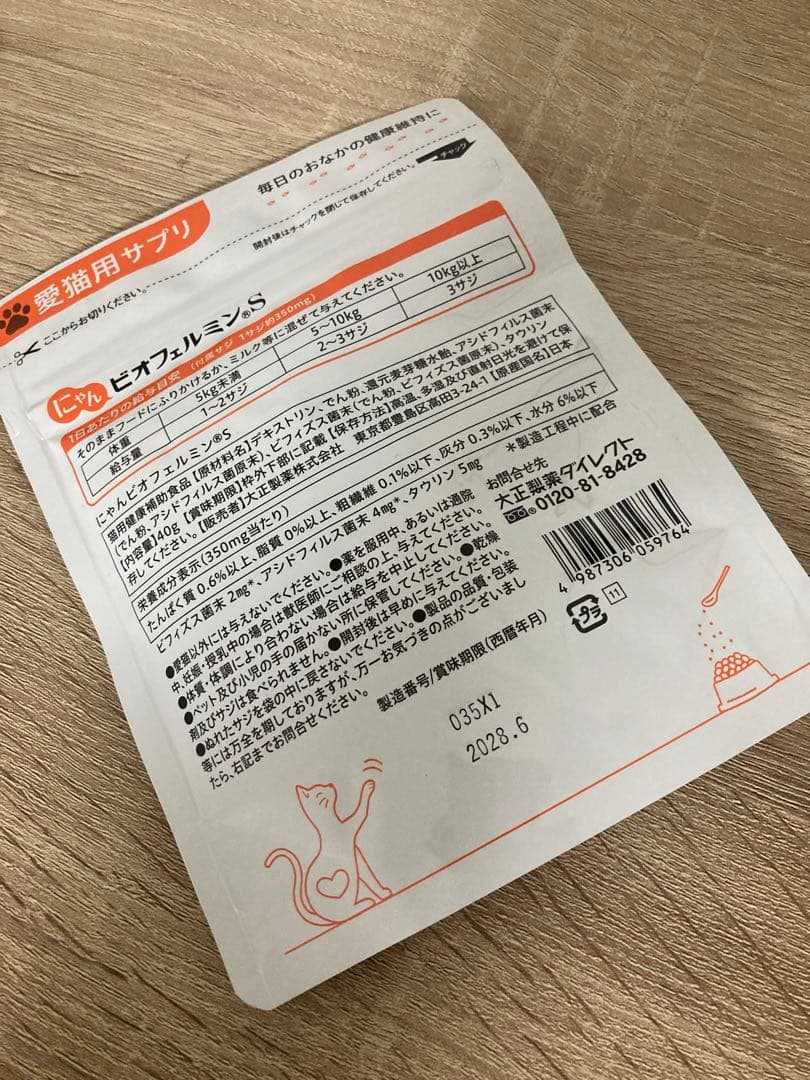 毎日のおなかの健康維持に
チャック
開封後はチャックを閉じて保存してください。
愛猫用サプリ
ここからお切りください。
にゃん ビオフェルミン®S
1日あたりの給与目安 (付属サジ 1サジ約350mg)
そのままフードにふりかけるか、ミルク等に混ぜて与えてください。
体重 5kg未満 5~10kg 10kg以上
給与量 1~2サジ 2~3サジ 3サジ
にゃんビオフェルミン®S
猫用健康補助食品【原材料名】デキストリン、でん粉、還元麦芽糖水飴、アシドフィルス菌末
(でん粉、アシドフィルス菌原末)、ビフィズス菌末(でん粉、ビフィズス菌原末)、タウリン
【内容量】40g 【賞味期限】枠外下部に記載【保存方法】高温、多湿及び直射日光を避けて保
存してください。【販売者】大正製薬株式会社 東京都豊島区高田3-24-1【原産国名】日本
栄養成分表示(350mg当たり)
たんぱく質 0.6%以上、脂質 0%以上、粗繊維 0.1%以下、灰分 0.3%以下、水分 6%以下
ビフィズス菌末 2mg*、アシドフィルス菌末 4mg*、タウリン 5mg
*製造工程中に配合
●愛猫以外には与えないでください。●薬を服用中、あるいは通院
中、妊娠・授乳中の場合は獣医師にご相談の上、与えてください。
●体質・体調により合わない場合は給与を中止してください。
●ペット及び小児の手の届かない所に保管してください。●乾燥
剤及びサジは食べられません。●開封後は早めに与えてください。
●ぬれたサジを袋の中に戻さないでください。●製品の品質・包装
等には万全を期しておりますが、万一お気づきの点がございまし
たら、右記までお問合せください。
お問合せ先
大正製薬ダイレクト
0120-81-8428
4 987306 059764
プラ
11
製造番号/賞味期限(西暦年月)
035X1
2028.6